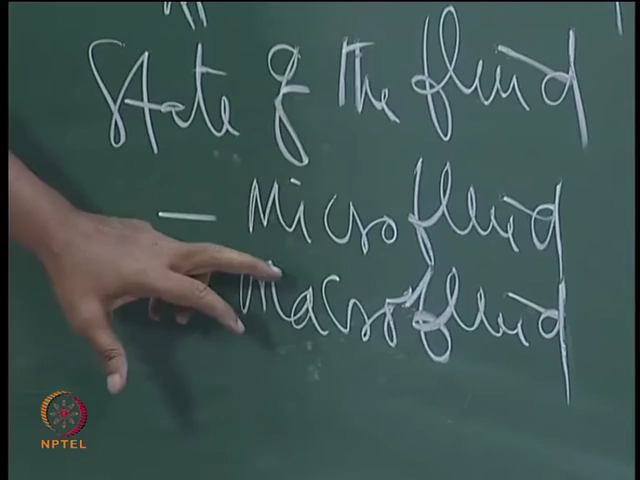 State of the fluid
— Microfluid
Macrofluid
NPTEL